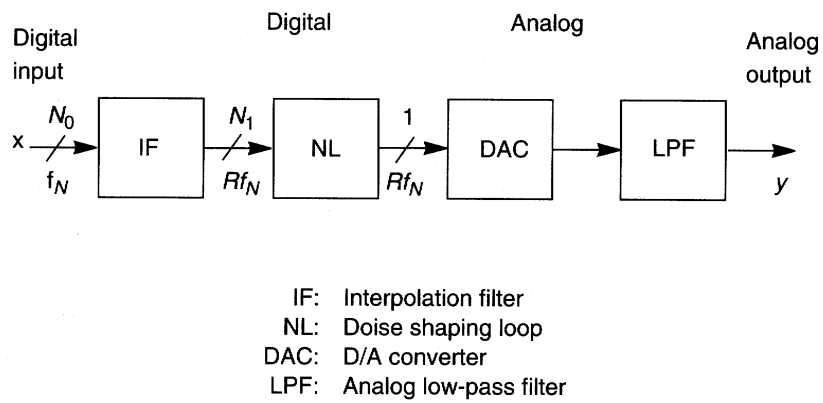 Digital input
Digital
Analog
Analog output
x
N0
fN
IF
N1
RfN
NL
1
RfN
DAC
LPF
y
IF: Interpolation filter
NL: Doise shaping loop
DAC: D/A converter
LPF: Analog low-pass filter